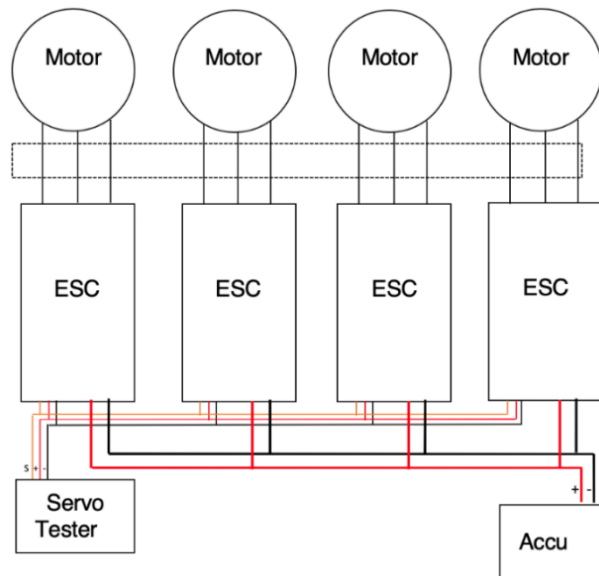 Motor Motor Motor Motor
ESC ESC ESC ESC
S + -
+ -
Servo
Tester
Accu